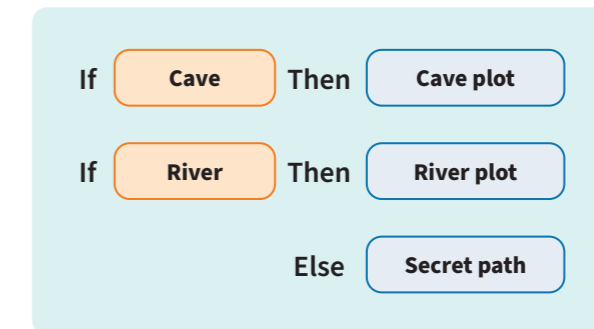 If Cave Then Cave plot
If River Then River plot
Else Secret path